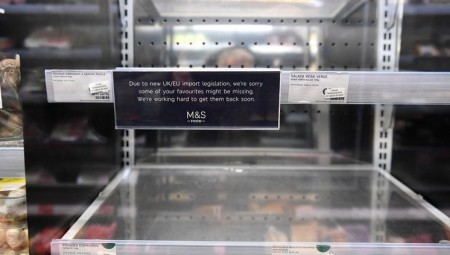 Due to new UK/EU import legislation, we're sorry
some of your favourites might be missing.
We're working hard to get them back soon.
M&S
FOOD